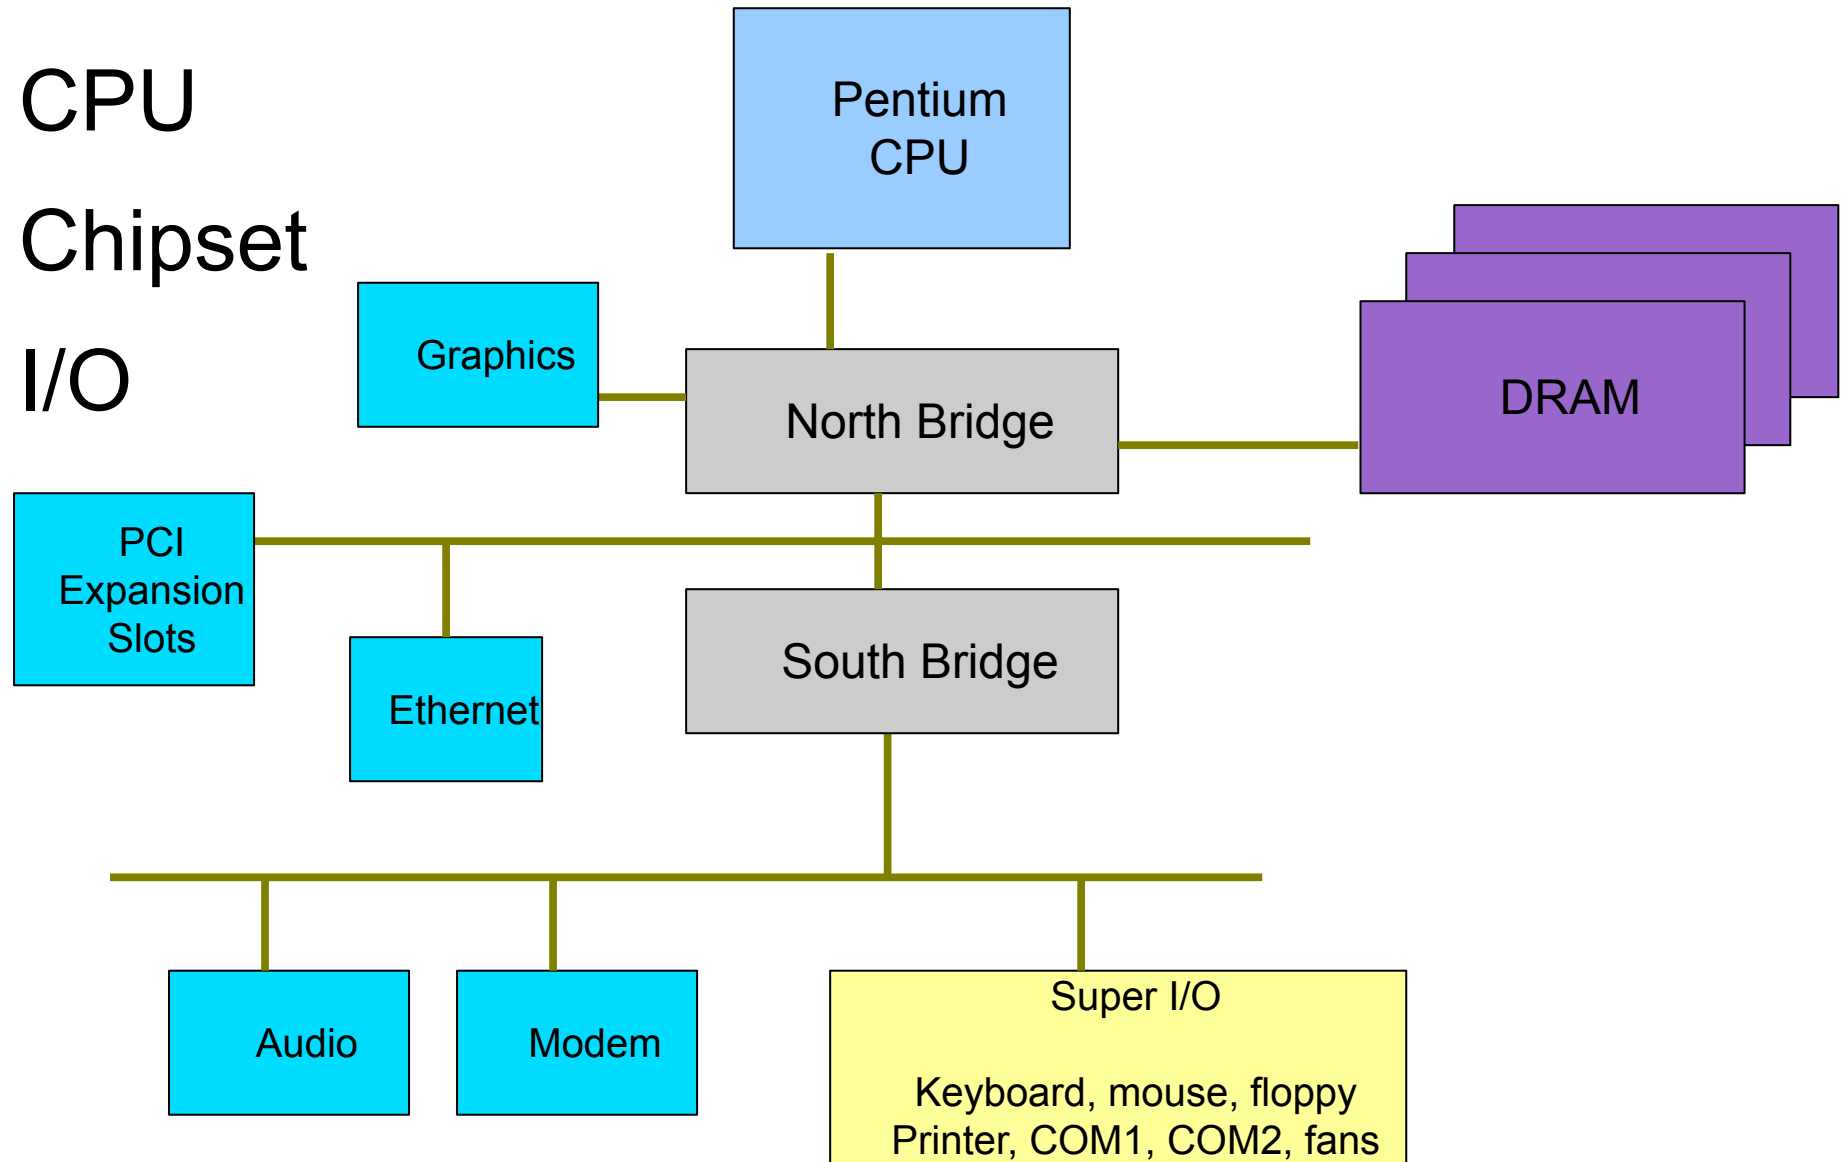 CPU
Chipset
I/O
Pentium
CPU
Graphics
North Bridge
DRAM
PCI
Expansion
Slots
Ethernet
South Bridge
Audio
Modem
Super I/O
Keyboard, mouse, floppy
Printer, COM1, COM2, fans